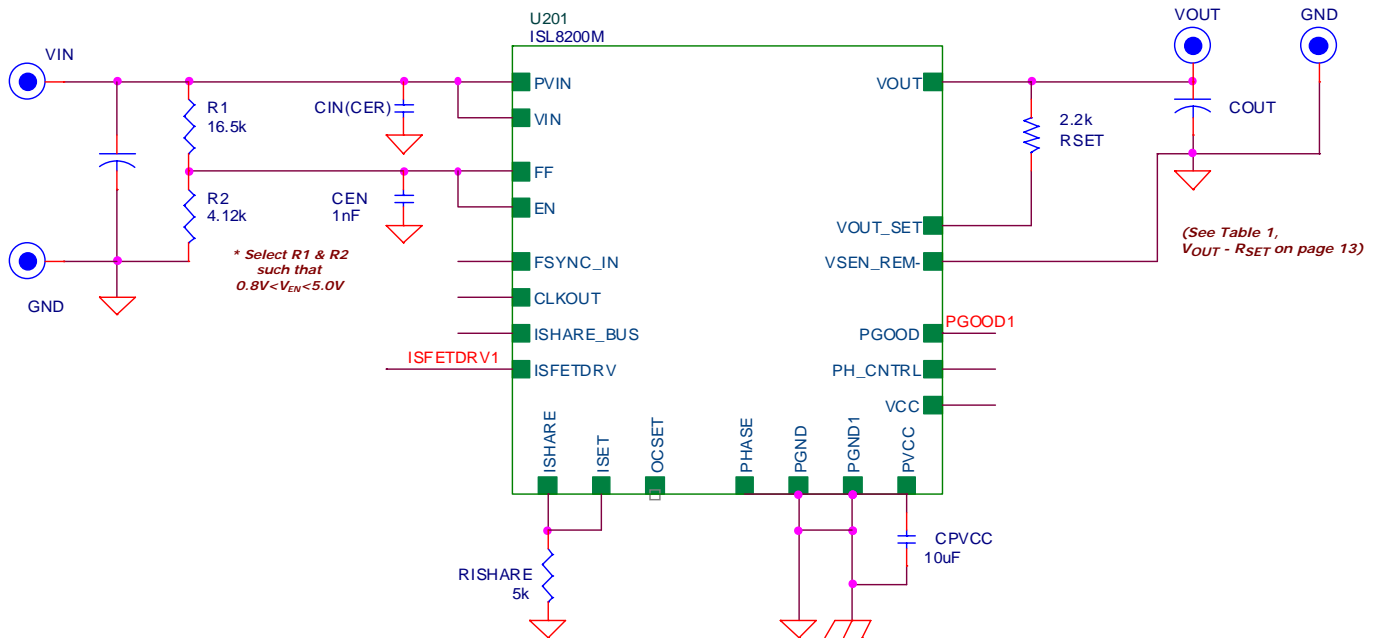 U201
ISL8200M
VOUT
GND
VIN
PVIN
VOUT
R1
16.5k
CIN(CER)
VIN
2.2k
RSET
COUT
FF
R2
4.12k
CEN
1nF
EN
VOUT_SET
(See Table 1,
VOUT - RSET on page 13)
* Select R1 & R2
such that
0.8V<VEN<5.0V
FSYNC_IN
VSEN_REM-
GND
CLKOUT
ISHARE_BUS
PGOOD
PGOOD1
ISFETDRV1
ISFETDRV
PH_CNTRL
VCC
ISHARE
ISET
OCSET
PHASE
PGND
PGND1
PVCC
CPVCC
10uF
RISHARE
5k